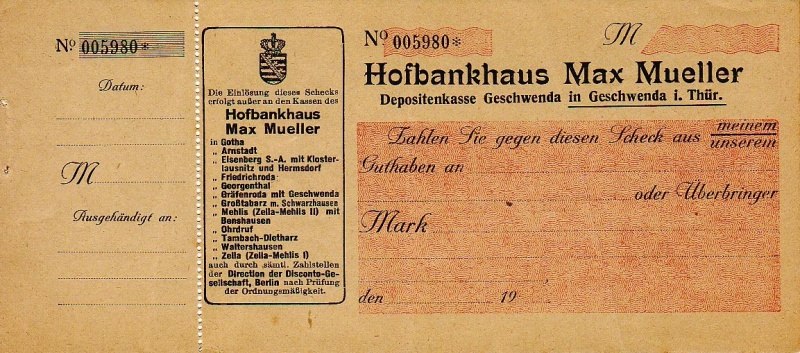 No 005980*
Datum:
M
Ausgehändigt an:
Die Einlösung dieses Schecks
erfolgt außer an den Kassen des
Hofbankhaus
Max Mueller
in Gotha
„ Arnstadt
„ Eisenberg S.-A. mit Kloster-
lausnitz und Hermsdorf
„ Friedrichroda
„ Georgenthal
„ Gräfenroda mit Geschwenda
„ Großtabarz m. Schwarzhausen
„ Mehlis (Zella-Mehlis II) mit
Benshausen
„ Ohrdruf
„ Tambach-Dietharz
„ Waltershausen
„ Zella (Zella-Mehlis I)
auch durch sämtl. Zahlstellen
der Direction der Disconto-Ge-
sellschaft, Berlin nach Prüfung
der Ordnungsmäßigkeit.
No 005980* M
Hofbankhaus Max Mueller
Depositenkasse Geschwenda in Geschwenda i. Thür.
Zahlen Sie gegen diesen Scheck aus meinem
unserem
Guthaben an
oder Überbringer
Mark
den 19